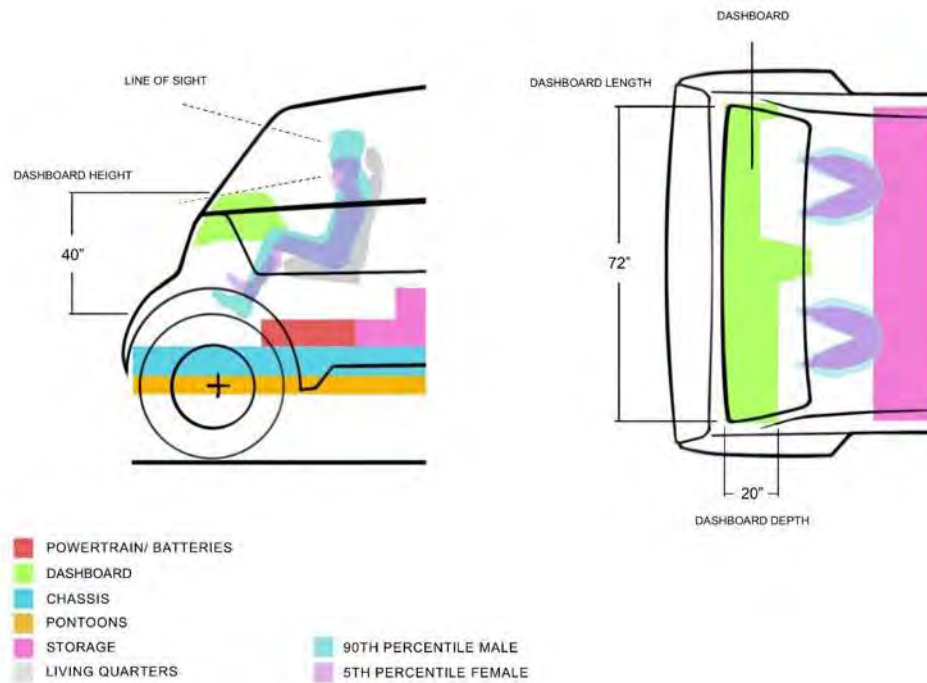 DASHBOARD
LINE OF SIGHT
DASHBOARD LENGTH
DASHBOARD HEIGHT
40"
72"
20"
DASHBOARD DEPTH
POWERTRAIN/ BATTERIES
DASHBOARD
CHASSIS
PONTOONS
STORAGE
LIVING QUARTERS
90TH PERCENTILE MALE
5TH PERCENTILE FEMALE